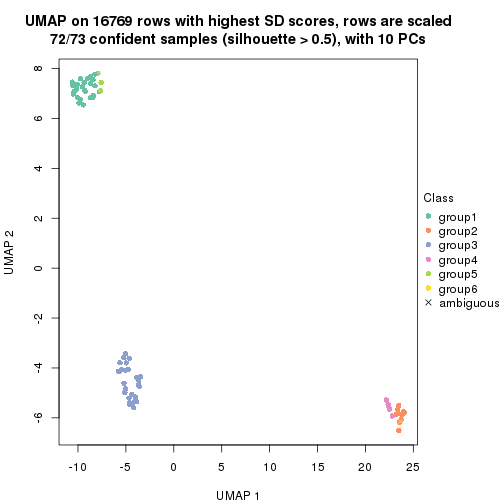 UMAP on 16769 rows with highest SD scores, rows are scaled
72/73 confident samples (silhouette > 0.5), with 10 PCs
8
6
4
2
0
-2
-4
-6
UMAP 2
-10
-5
0
5
10
15
20
25
UMAP 1
Class
group1
group2
group3
group4
group5
group6
ambiguous